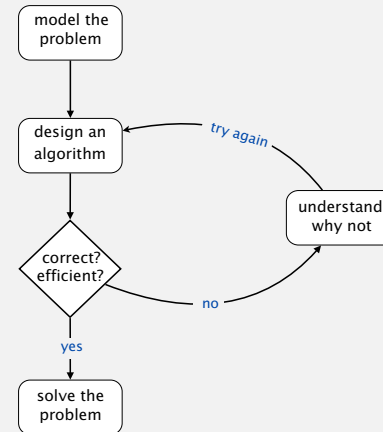 model the
problem
design an
algorithm
try again
understand
why not
correct?
efficient?
no
yes
solve the
problem